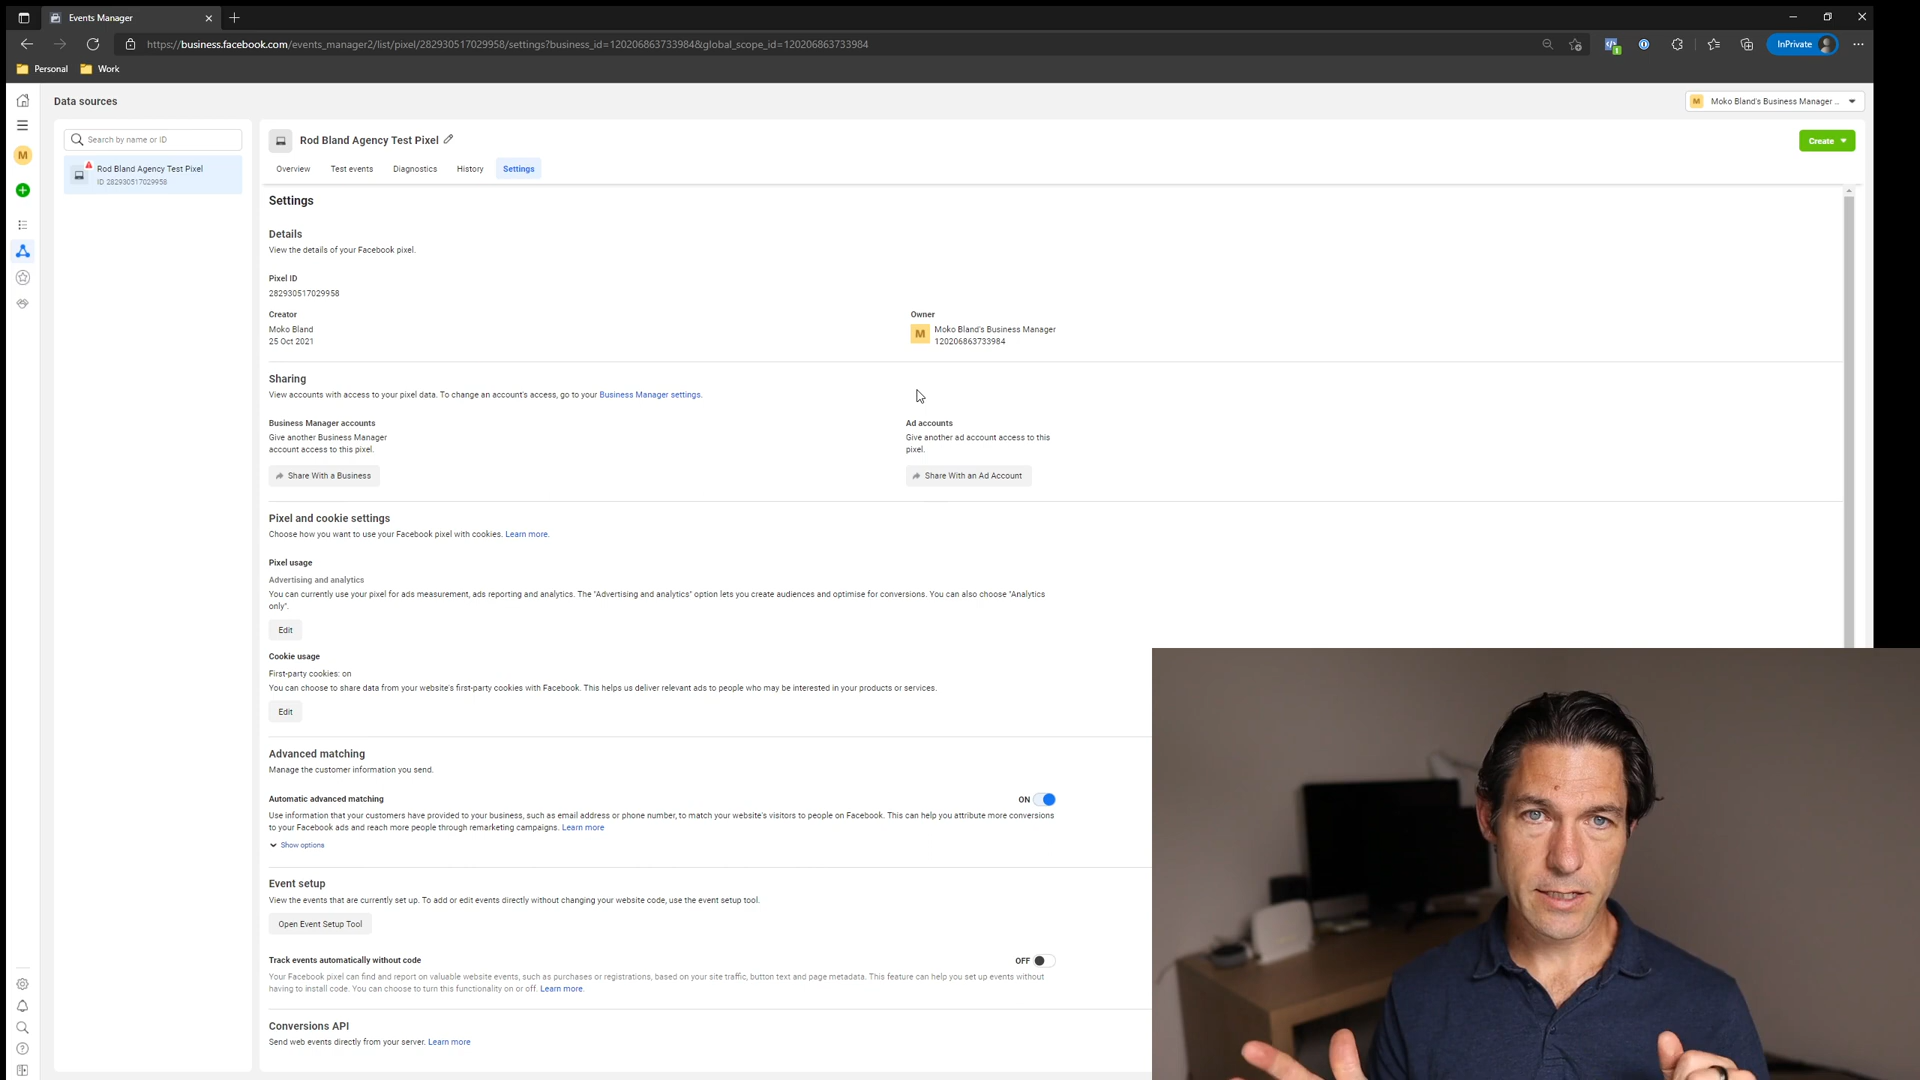 Events Manager
https://business.facebook.com/events_manager2/list/pixel/282930517029958/settings?business_id=120206863733984&global_scope_id=120206863733984
InPrivate
Personal
Work
Data sources
M Moko Bland's Business Manager ...
Search by name or ID
Rod Bland Agency Test Pixel
ID 282930517029958
M
Rod Bland Agency Test Pixel
Create
Overview
Test events
Diagnostics
History
Settings
Settings
Details
View the details of your Facebook pixel.
Pixel ID
282930517029958
Creator
Moko Bland
25 Oct 2021
Owner
M
Moko Bland's Business Manager
120206863733984
Sharing
View accounts with access to your pixel data. To change an account's access, go to your Business Manager settings.
Business Manager accounts
Give another Business Manager
account access to this pixel.
Share With a Business
Ad accounts
Give another ad account access to this
pixel.
Share With an Ad Account
Pixel and cookie settings
Choose how you want to use your Facebook pixel with cookies. Learn more.
Pixel usage
Advertising and analytics
You can currently use your pixel for ads measurement, ads reporting and analytics. The "Advertising and analytics" option lets you create audiences and optimise for conversions. You can also choose "Analytics
only".
Edit
Cookie usage
First-party cookies: on
You can choose to share data from your website's first-party cookies with Facebook. This helps us deliver relevant ads to people who may be interested in your products or services.
Edit
Advanced matching
Manage the customer information you send.
Automatic advanced matching
ON
Use information that your customers have provided to your business, such as email address or phone number, to match your website's visitors to people on Facebook. This can help you attribute more conversions
to your Facebook ads and reach more people through remarketing campaigns. Learn more
Show options
Event setup
View the events that are currently set up. To add or edit events directly without changing your website code, use the event setup tool.
Open Event Setup Tool
Track events automatically without code
OFF
Your Facebook pixel can find and report on valuable website events, such as purchases or registrations, based on your site traffic, button text and page metadata. This feature can help you set up events without
having to install code. You can choose to turn this functionality on or off. Learn more.
Conversions API
Send web events directly from your server. Learn more